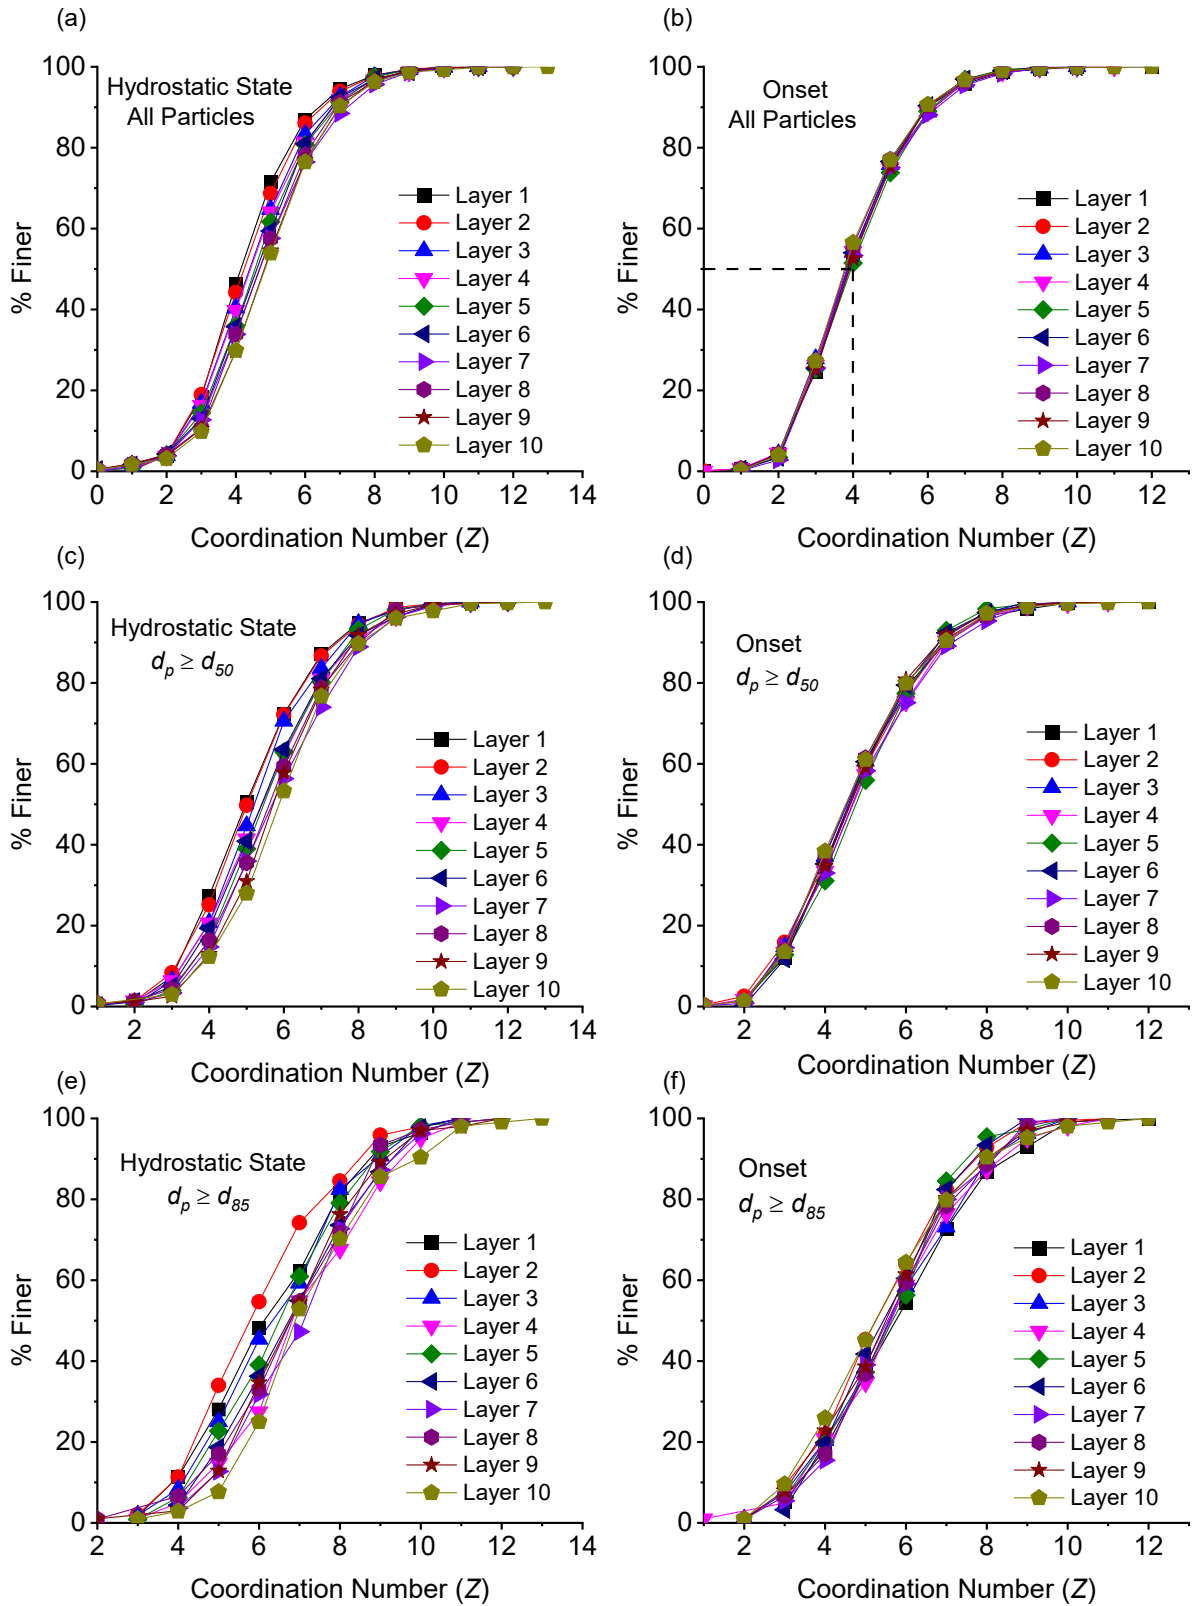 (a)
Hydrostatic State
All Particles
% Finer
100
80
60
40
20
0
Layer 1
Layer 2
Layer 3
Layer 4
Layer 5
Layer 6
Layer 7
Layer 8
Layer 9
Layer 10
0 2 4 6 8 10 12 14
Coordination Number (Z)
(b)
Onset
All Particles
% Finer
100
80
60
40
20
0
Layer 1
Layer 2
Layer 3
Layer 4
Layer 5
Layer 6
Layer 7
Layer 8
Layer 9
Layer 10
0 2 4 6 8 10 12
Coordination Number (Z)
(c)
Hydrostatic State
dp ≥ d50
% Finer
100
80
60
40
20
0
Layer 1
Layer 2
Layer 3
Layer 4
Layer 5
Layer 6
Layer 7
Layer 8
Layer 9
Layer 10
2 4 6 8 10 12 14
Coordination Number (Z)
(d)
Onset
dp ≥ d50
% Finer
100
80
60
40
20
0
Layer 1
Layer 2
Layer 3
Layer 4
Layer 5
Layer 6
Layer 7
Layer 8
Layer 9
Layer 10
2 4 6 8 10 12
Coordination Number (Z)
(e)
Hydrostatic State
dp ≥ d85
% Finer
100
80
60
40
20
0
Layer 1
Layer 2
Layer 3
Layer 4
Layer 5
Layer 6
Layer 7
Layer 8
Layer 9
Layer 10
2 4 6 8 10 12 14
Coordination Number (Z)
(f)
Onset
dp ≥ d85
% Finer
100
80
60
40
20
0
Layer 1
Layer 2
Layer 3
Layer 4
Layer 5
Layer 6
Layer 7
Layer 8
Layer 9
Layer 10
2 4 6 8 10 12
Coordination Number (Z)